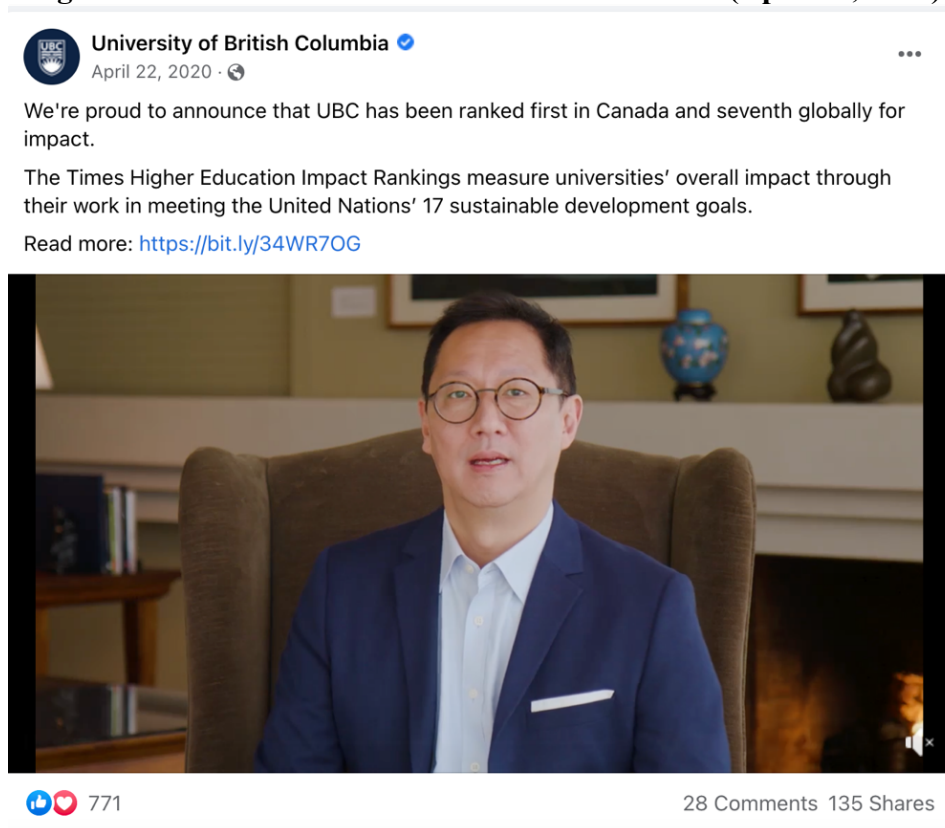 UBC
University of British Columbia
April 22, 2020 ·
We're proud to announce that UBC has been ranked first in Canada and seventh globally for
impact.
The Times Higher Education Impact Rankings measure universities' overall impact through
their work in meeting the United Nations' 17 sustainable development goals.
Read more: https://bit.ly/34WR7OG
771
28 Comments 135 Shares